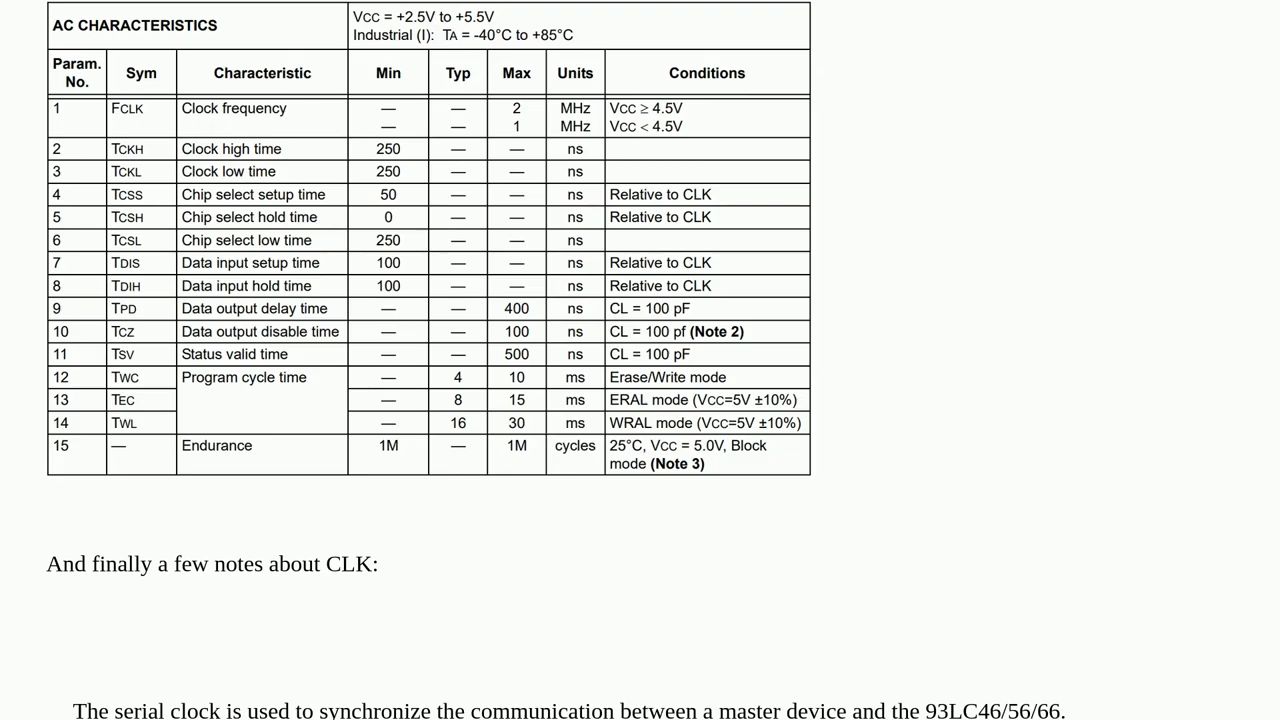 AC CHARACTERISTICS
VCC = +2.5V to +5.5V
Industrial (I): TA = -40°C to +85°C
Param. No. Sym Characteristic Min Typ Max Units Conditions
1 FCLK Clock frequency — — 2 MHz VCC ≥ 4.5V
— — 1 MHz VCC < 4.5V
2 TCKH Clock high time 250 — — ns
3 TCKL Clock low time 250 — — ns
4 TCSS Chip select setup time 50 — — ns Relative to CLK
5 TCSH Chip select hold time 0 — — ns Relative to CLK
6 TCSL Chip select low time 250 — — ns
7 TDIS Data input setup time 100 — — ns Relative to CLK
8 TDIH Data input hold time 100 — — ns Relative to CLK
9 TPD Data output delay time — — 400 ns CL = 100 pF
10 TCZ Data output disable time — — 100 ns CL = 100 pf (Note 2)
11 TSV Status valid time — — 500 ns CL = 100 pF
12 TWC Program cycle time — 4 10 ms Erase/Write mode
13 TEC — 8 15 ms ERAL mode (VCC=5V ±10%)
14 TWL — 16 30 ms WRAL mode (VCC=5V ±10%)
15 — Endurance 1M — 1M cycles 25°C, VCC = 5.0V, Block
mode (Note 3)
And finally a few notes about CLK:
The serial clock is used to synchronize the communication between a master device and the 93LC46/56/66.